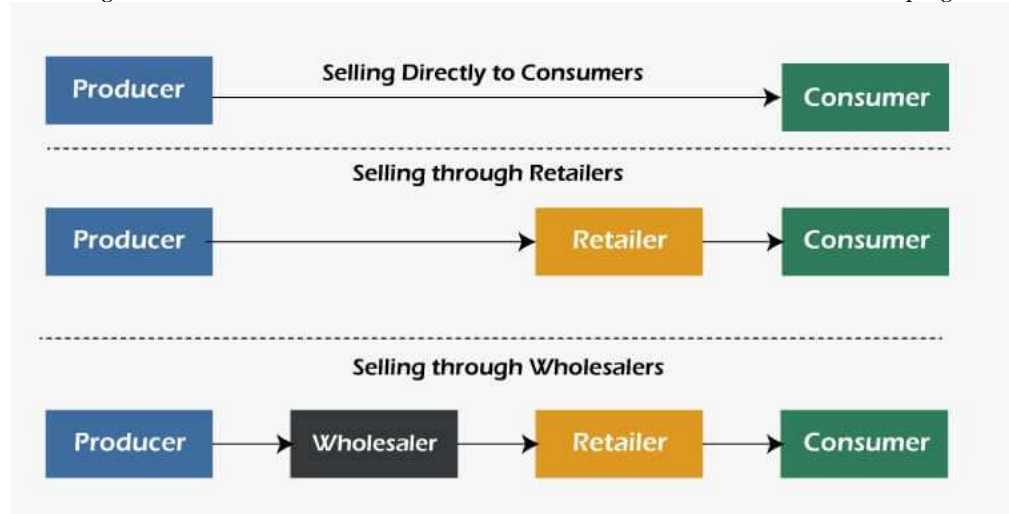 Selling Directly to Consumers
Producer
Consumer
Selling through Retailers
Producer
Retailer
Consumer
Selling through Wholesalers
Producer
Wholesaler
Retailer
Consumer